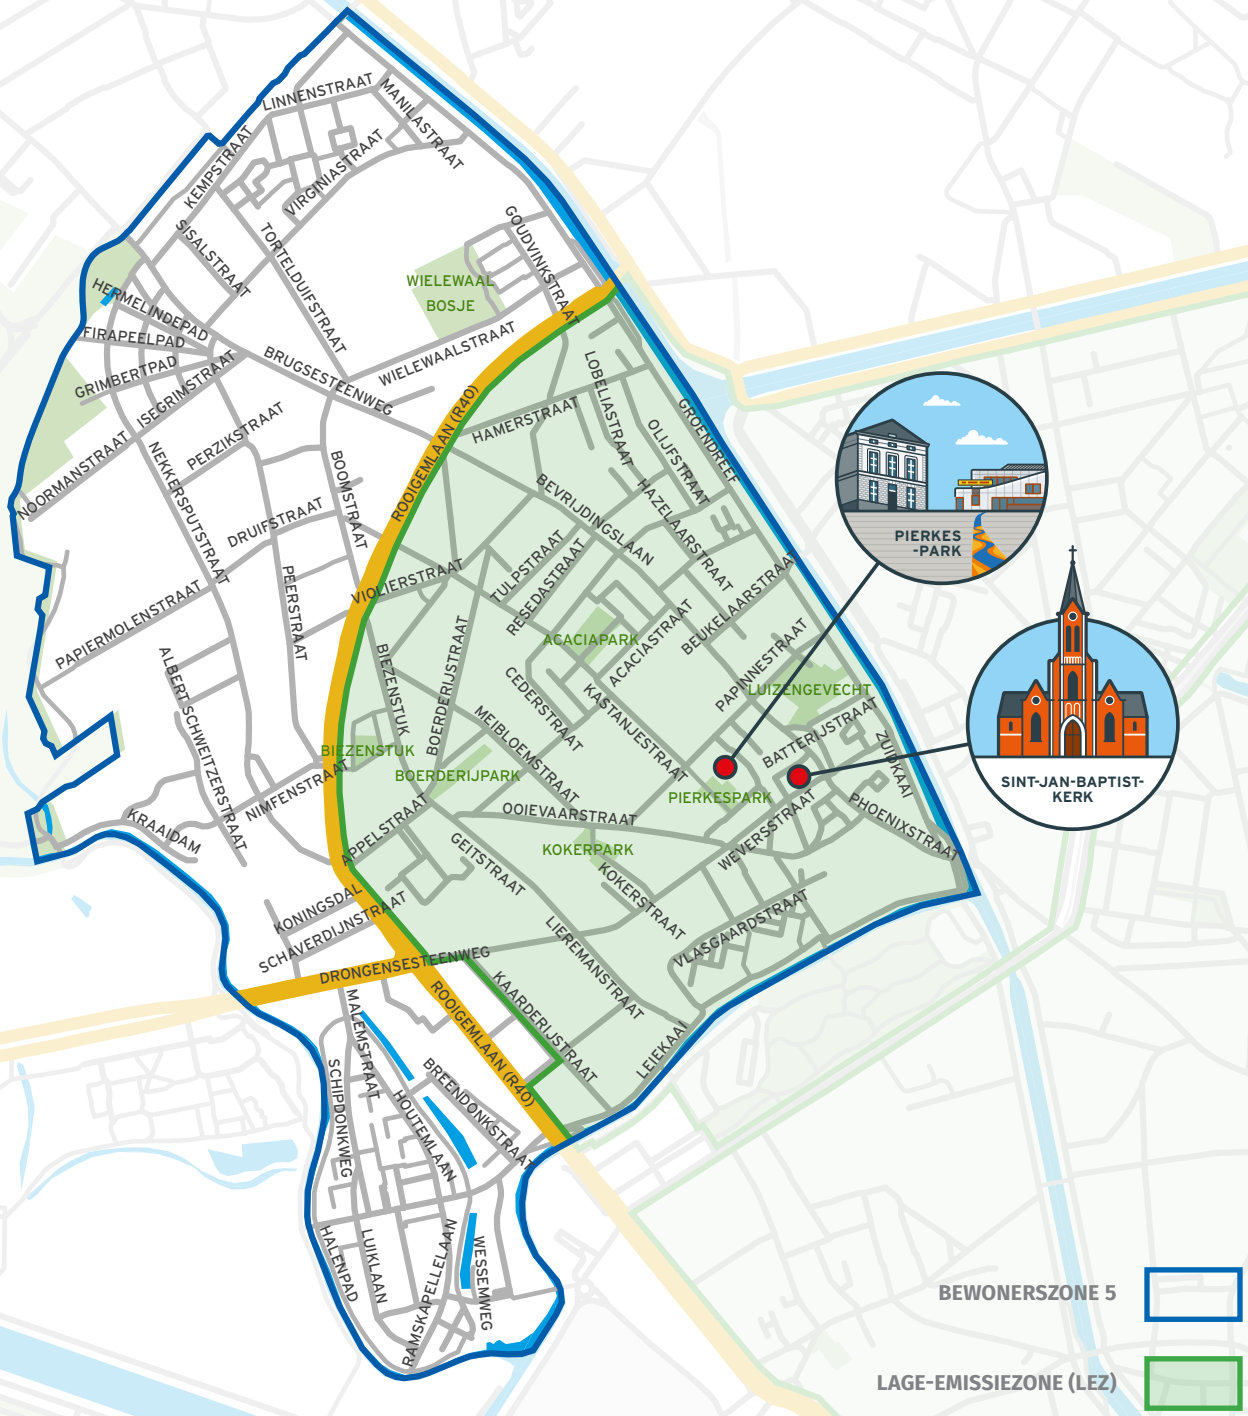 LINNENSTRAAT
MANILASTRAAT
KEMPSTRAAT
VIRGINIASTRAAT
SISALSTRAAT
TORTELDUIFSTRAAT
GOUDVINKSTRAAT
WIELEWAAL
BOSJE
HERMELINDEPAD
FIRAPEELPAD
GRIMBERTPAD
ISEGRIMSTRAAT
BRUGSESTEENWEG
WIELEWAALSTRAAT
NOORMANSTRAAT
PERZIKSTRAAT
NEKKERSPUTSTRAAT
BOOMSTRAAT
ROOIGEMLAAN (R40)
HAMERSTRAAT
LOBELIASTRAAT
OLIJFSTRAAT
GROENDREEF
BEVRIJDINGSLAAN
HAZELAARSTRAAT
DRUIFSTRAAT
PEERSTRAAT
VIOLIERSTRAAT
TULPSTRAAT
RESEDASTRAAT
PIERKES
-PARK
PAPIERMOLENSTRAAT
ACACIAPARK
ACACIASTRAAT
BEUKELAARSTRAAT
PAPINNESTRAAT
LUIZENGEVECHT
ALBERT SCHWEITZERSTRAAT
BIEZENSTUK
BOERDERIJSTRAAT
CEDERSTRAAT
KASTANJESTRAAT
MEIBLOEMSTRAAT
BATTERIJSTRAAT
ZUIDKAAI
BIEZENSTUK
BOERDERIJPARK
NIMFENSTRAAT
PIERKESPARK
SINT-JAN-BAPTIST-
KERK
KRAAIDAM
APPELSTRAAT
OOIEVAARSTRAAT
GEITSTRAAT
KOKERPARK
KOKERSTRAAT
WEVERSSTRAAT
PHOENIXSTRAAT
KONINGSDAL
SCHAVERDIJNSTRAAT
LIEREMANSTRAAT
VLASGAARDSTRAAT
DRONGENSESTEENWEG
KAARDERIJSTRAAT
ROOIGEMLAAN (R40)
LEIEKAAI
MALEMSTRAAT
SCHIPDONKWEG
HOUTEMLAAN
BREENDONKSTRAAT
HALENPAD
LUIKLAAN
RAMSKAPELLELAAN
WESSEMWEG
BEWONERSZONE 5
LAGE-EMISSIEZONE (LEZ)